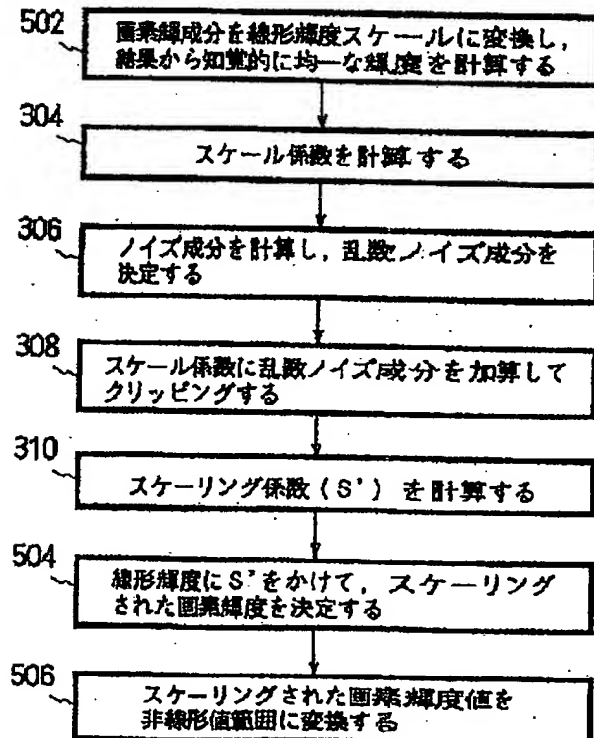 502
画素輝成分を線形輝度スケールに変換し,
結果から知覚的に均一な輝度を計算する
304
スケール係数を計算する
306
ノイズ成分を計算し,乱数ノイズ成分を
決定する
308
スケール係数に乱数ノイズ成分を加算して
クリッピングする
310
スケーリング係数(S')を計算する
504
線形輝度にS'をかけて,スケーリング
された画素輝度を決定する
506
スケーリングされた画素輝度値を
非線形値範囲に変換する